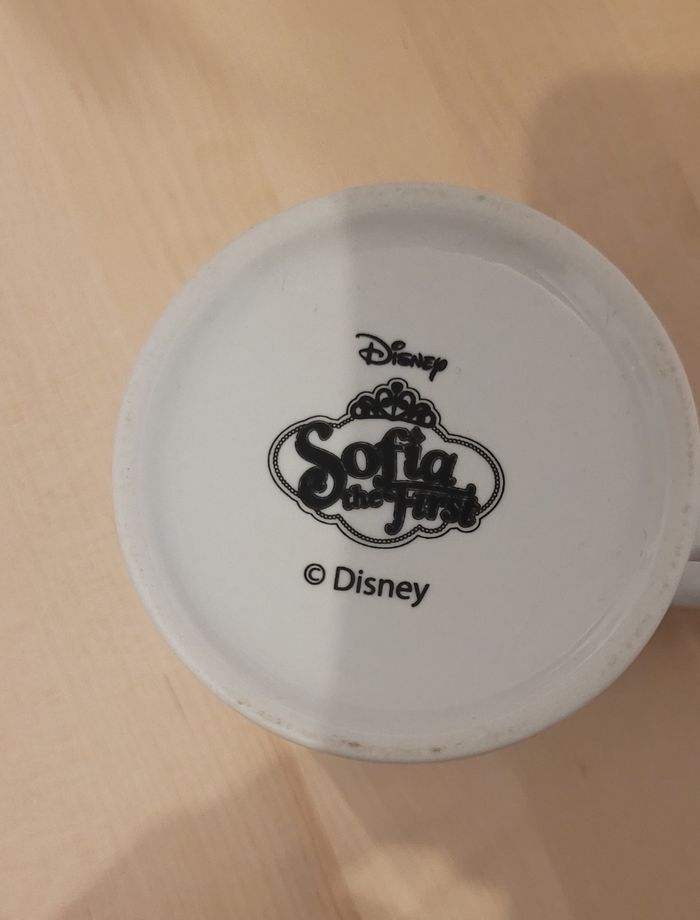 Disney
Sofia
the First
© Disney